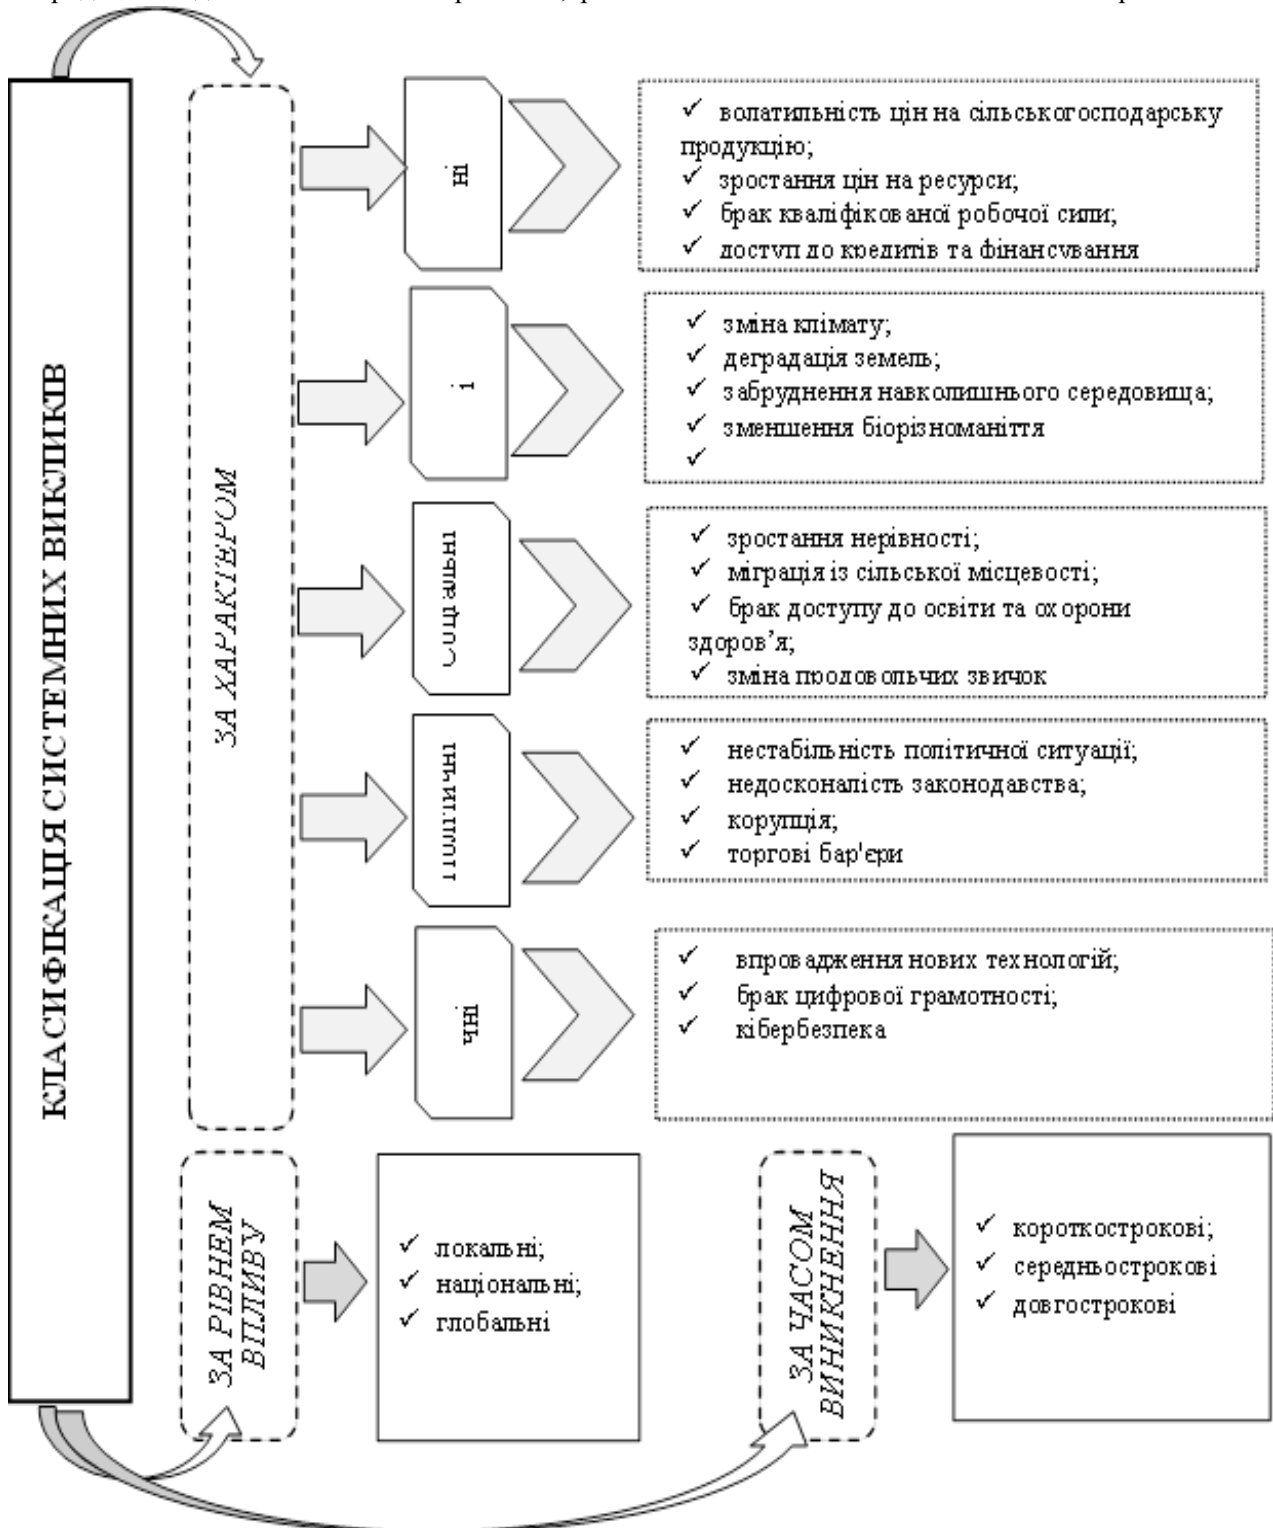 КЛАСИФІКАЦІЯ СИСТЕМНИХ ВИКЛИКІВ
ЗА ХАРАКТЕРОМ
ні
✓ волатильність цін на сільськогосподарську
продукцію;
✓ зростання цін на ресурси;
✓ брак кваліфікованої робочої сили;
✓ доступ до кредитів та фінансування
і
✓ зміна клімату;
✓ деградація земель;
✓ забруднення навколишнього середовища;
✓ зменшення біорізноманіття
✓
Соціальні
✓ зростання нерівності;
✓ міграція із сільської місцевості;
✓ брак доступу до освіти та охорони
здоров’я;
✓ зміна продовольчих звичок
Політичні
✓ нестабільність політичної ситуації;
✓ недосконалість законодавства;
✓ корупція;
✓ торгові бар'єри
чні
✓ впровадження нових технологій;
✓ брак цифрової грамотності;
✓ кібербезпека
ЗА РІВНЕМ
ВПЛИВУ
✓ локальні;
✓ національні;
✓ глобальні
ЗА ЧАСОМ
ВИНИКНЕННЯ
✓ короткострокові;
✓ середньострокові
✓ довгострокові